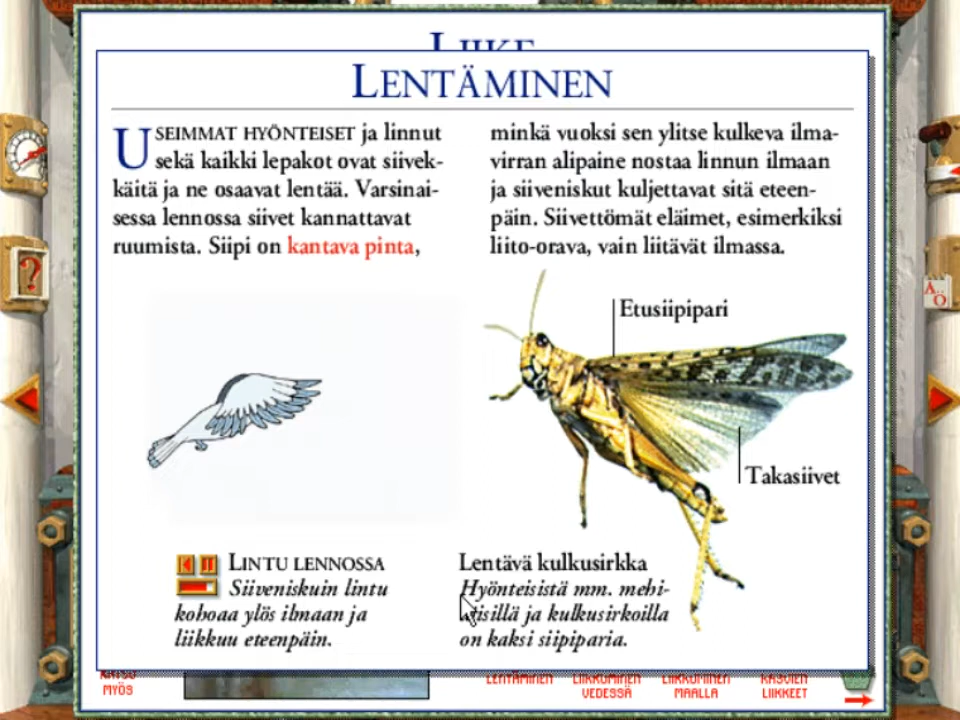 LIIKE
LENTÄMINEN
USEIMMAT HYÖNTEISET ja linnut
sekä kaikki lepakot ovat siivek-
käitä ja ne osaavat lentää. Varsinai-
sessa lennossa siivet kannattavat
ruumista. Siipi on kantava pinta,
minkä vuoksi sen ylitse kulkeva ilma-
virran alipaine nostaa linnun ilmaan
ja siiveniskut kuljettavat sitä eteen-
päin. Siivettömät eläimet, esimerkiksi
liito-orava, vain liitävät ilmassa.
Etusiipipari
Takasiivet
LINTU LENNOSSA
Siiveniskuin lintu
kohoaa ylös ilmaan ja
liikkuu eteenpäin.
Lentävä kulkusirkka
Hyönteisistä mm. mehi-
läisillä ja kulkusirkoilla
on kaksi siipiparia.
KATSO
MYÖS
LENTÄMINEN
LIIKKUMINEN
VEDESSÄ
LIIKKUMINEN
MAALLA
KASVIEN
LIIKKEET
?
A...
O